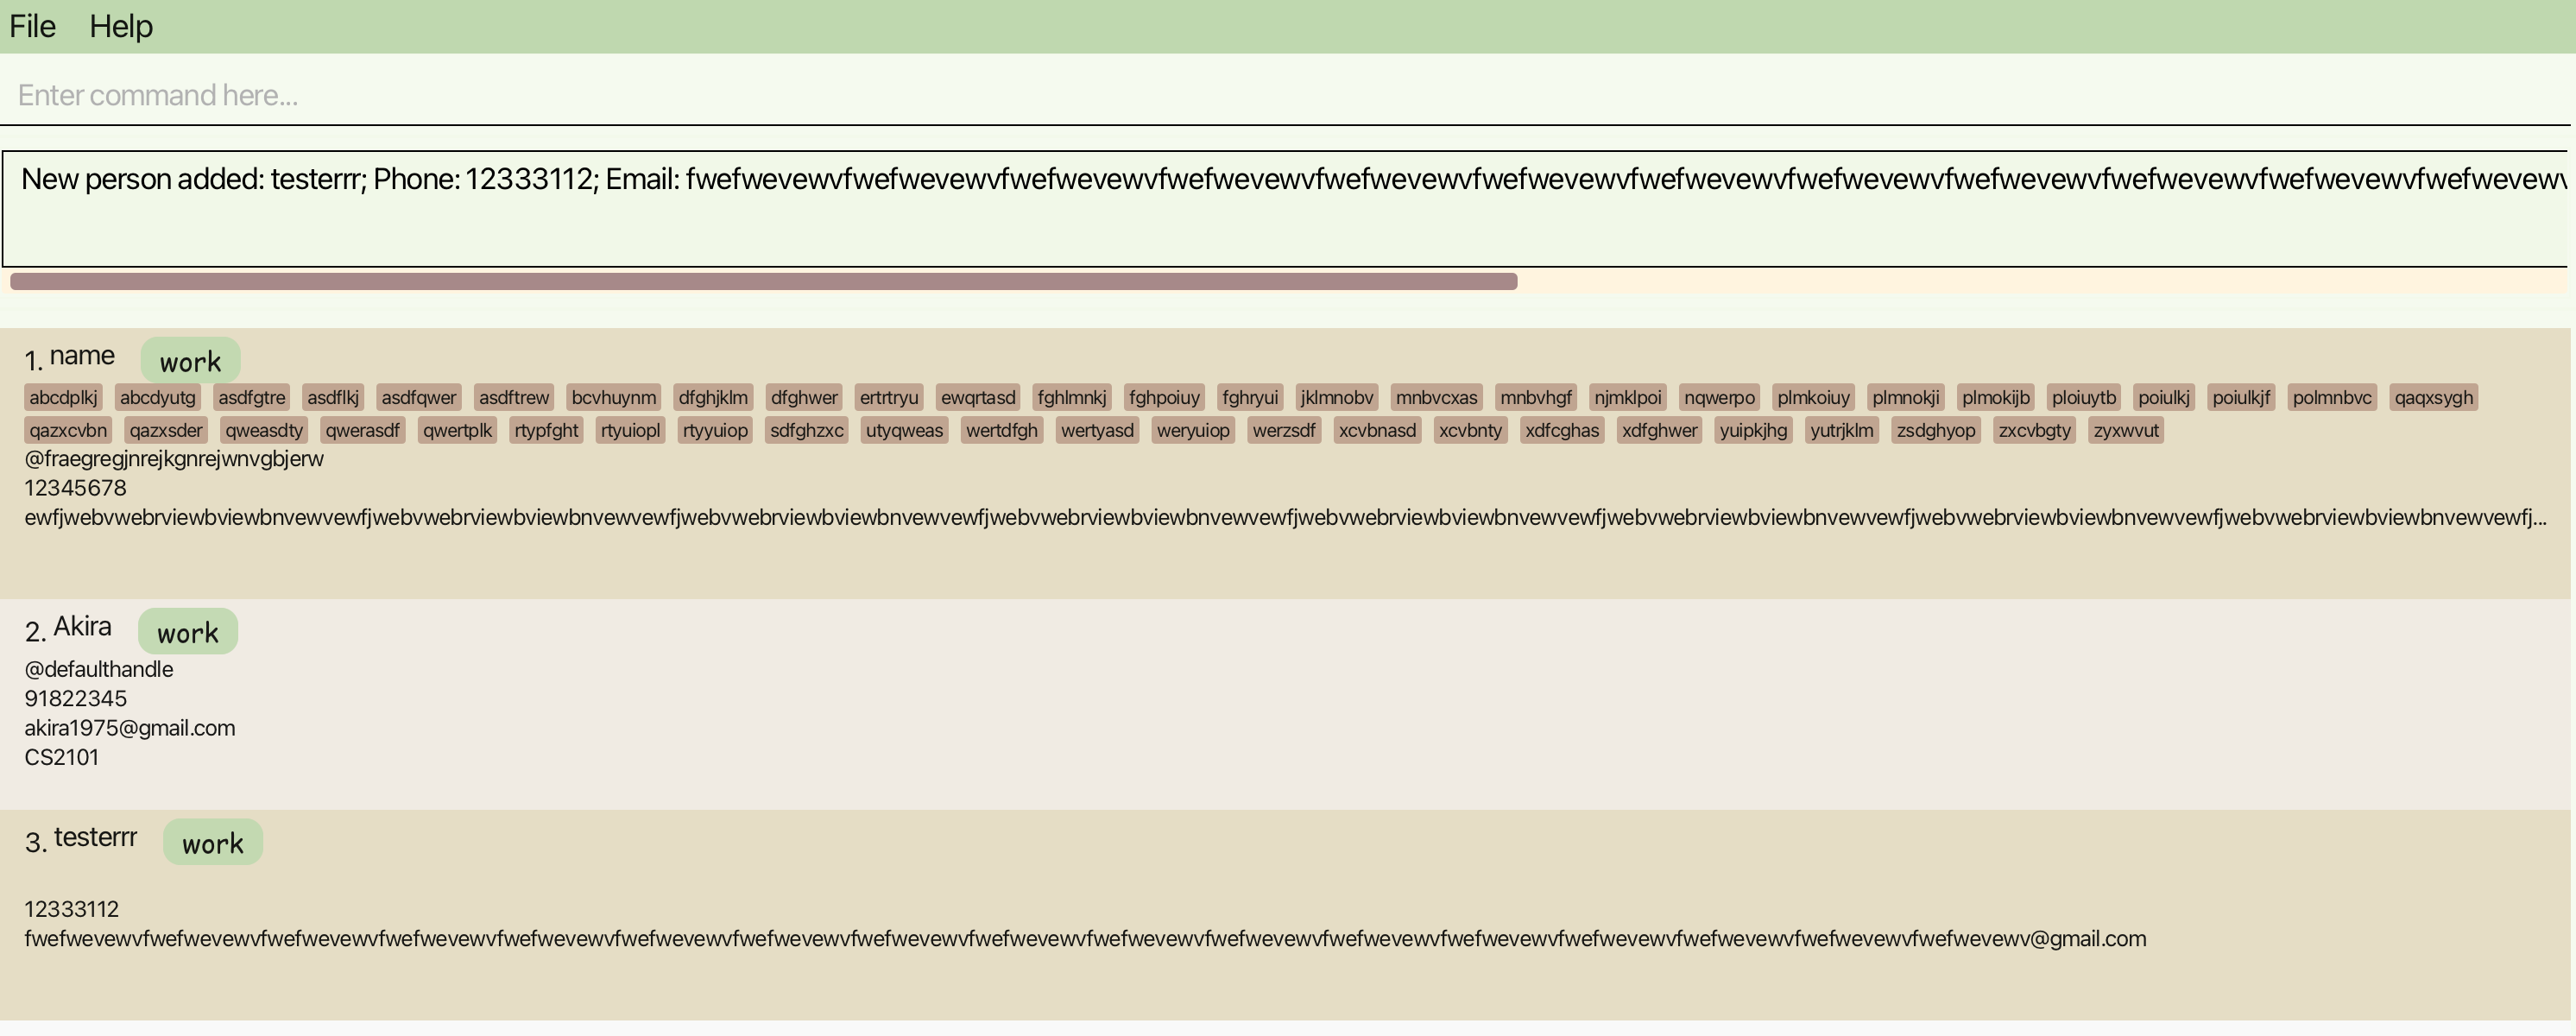 File Help
Enter command here...
New person added: testerrr; Phone: 12333112; Email: fwefwevewvfwefwevewvfwefwevewvfwefwevewvfwefwevewvfwefwevewvfwefwevewvfwefwevewvfwefwevewvfwefwevewvfwefwevewvfwefwevewv
1. name work
abcdplkj abcdyutg asdfgtre asdflkj asdfqwer asdftrew bcvhuynm dfghjklm dfghwer ertrtryu ewqrtasd fghlmnkj fghpoiuy fghryui jklmnobv mnbvcxas mnbvhgf njmklpoi nqwerpo plmkoiuy plmnokji plmokijb ploiuytb poiulkj poiulkjf polmnbvc qaqxsygh
qazxcvbn qazxsder qweasdty qwerasdf qwertplk rtypfght rtyuiopl rtyyuiop sdfghzxc utyqweas wertdfgh wertyasd weryuiop werzsdf xcvbnasd xcvbnty xdfcghas xdfghwer yuipkjhg yutrjklm zsdghyop zxcvbgty zyxwvut
@fraegregjnrejkgnrejwnvgbjerw
12345678
ewfjwebvwebrviewbviewbnvewvewfjwebvwebrviewbviewbnvewvewfjwebvwebrviewbviewbnvewvewfjwebvwebrviewbviewbnvewvewfjwebvwebrviewbviewbnvewvewfjwebvwebrviewbviewbnvewvewfjwebvwebrviewbviewbnvewvewfjwebvwebrviewbviewbnvewvewfj...
2. Akira work
@defaulthandle
91822345
akira1975@gmail.com
CS2101
3. testerrr work
12333112
fwefwevewvfwefwevewvfwefwevewvfwefwevewvfwefwevewvfwefwevewvfwefwevewvfwefwevewvfwefwevewvfwefwevewvfwefwevewvfwefwevewvfwefwevewvfwefwevewvfwefwevewvfwefwevewvfwefwevewv@gmail.com